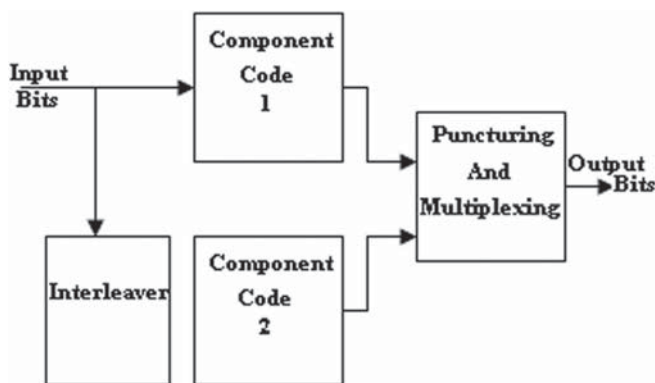 Input
Bits
Component
Code
1
Puncturing
And
Multiplexing
Output
Bits
Interleaver
Component
Code
2